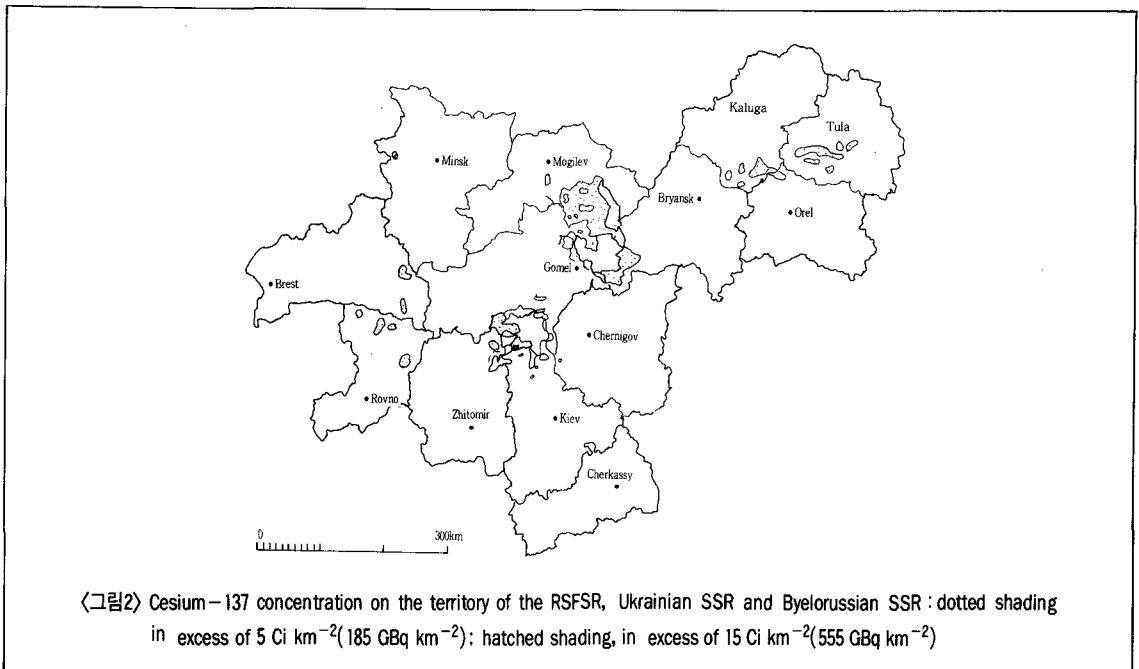 Kaluga
Tula
Minsk
Mogilev
Bryansk
Orel
Gomel
Brest
Chernigov
Rovno
Zhitomir
Kiev
Cherkassy
0 300km
〈그림2〉 Cesium-137 concentration on the territory of the RSFSR, Ukrainian SSR and Byelorussian SSR : dotted shading
in excess of 5 Ci km⁻²(185 GBq km⁻²); hatched shading, in excess of 15 Ci km⁻²(555 GBq km⁻²)